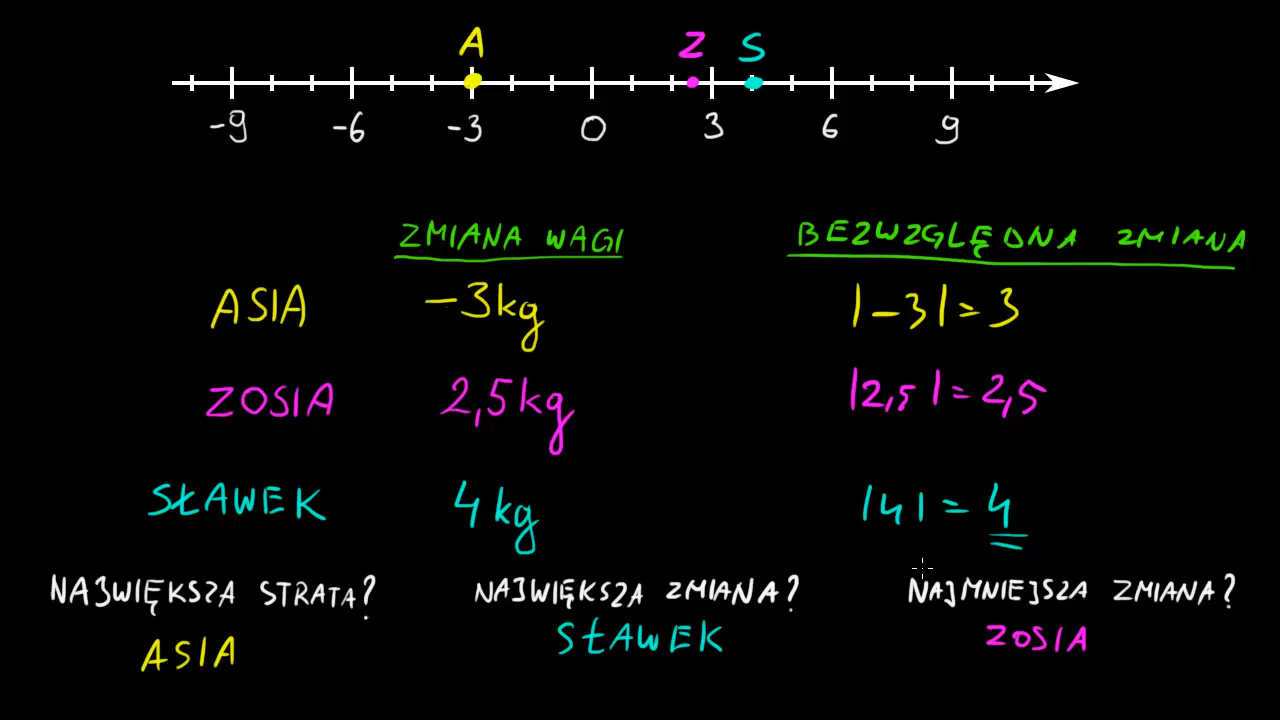 A Z S
-9 -6 -3 0 3 6 9
ZMIANA WAGI BEZWZGLĘDNA ZMIANA
ASIA -3kg |-3|=3
ZOSIA 2,5kg |2,5|=2,5
SŁAWEK 4kg |4|=4
NAJWIĘKSZA STRATA? NAJWIĘKSZA ZMIANA? NAJMNIEJSZA ZMIANA?
ASIA SŁAWEK ZOSIA